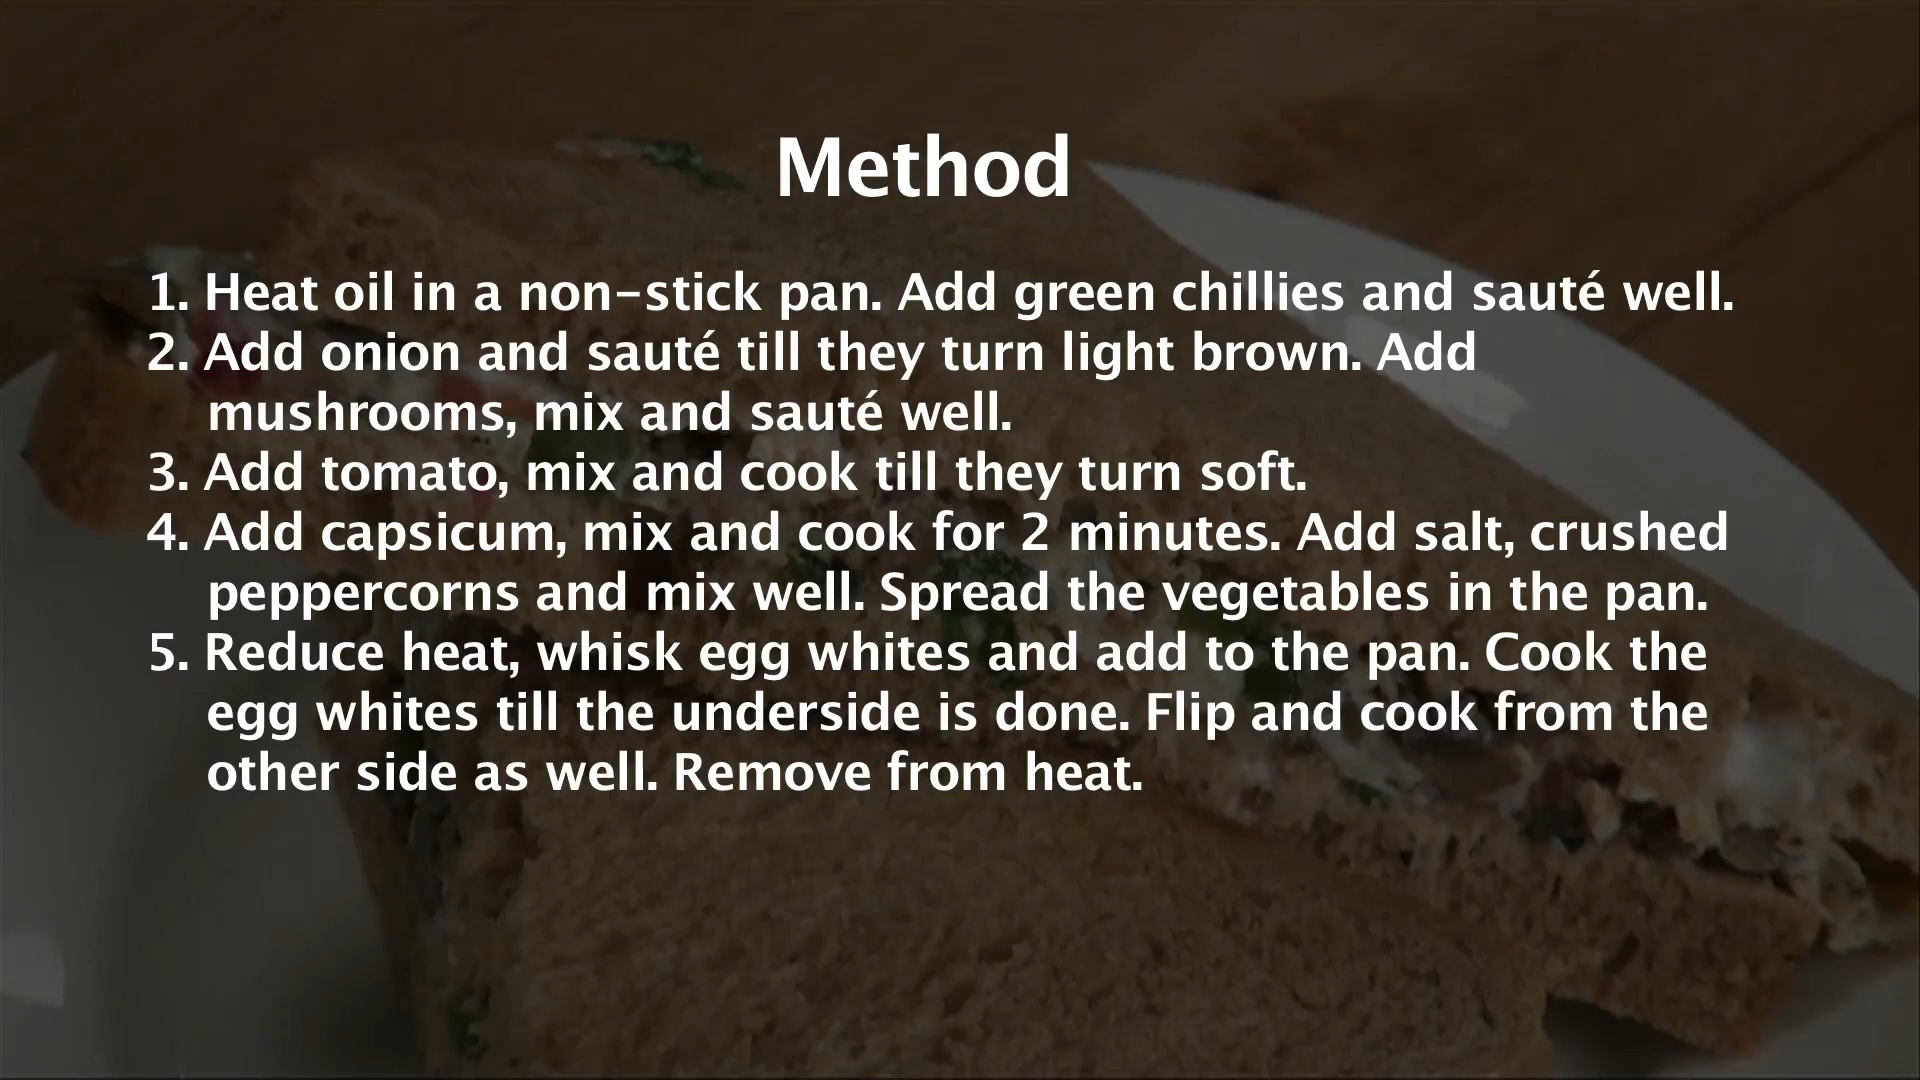 Method
1. Heat oil in a non-stick pan. Add green chillies and sauté well.
2. Add onion and sauté till they turn light brown. Add
mushrooms, mix and sauté well.
3. Add tomato, mix and cook till they turn soft.
4. Add capsicum, mix and cook for 2 minutes. Add salt, crushed
peppercorns and mix well. Spread the vegetables in the pan.
5. Reduce heat, whisk egg whites and add to the pan. Cook the
egg whites till the underside is done. Flip and cook from the
other side as well. Remove from heat.